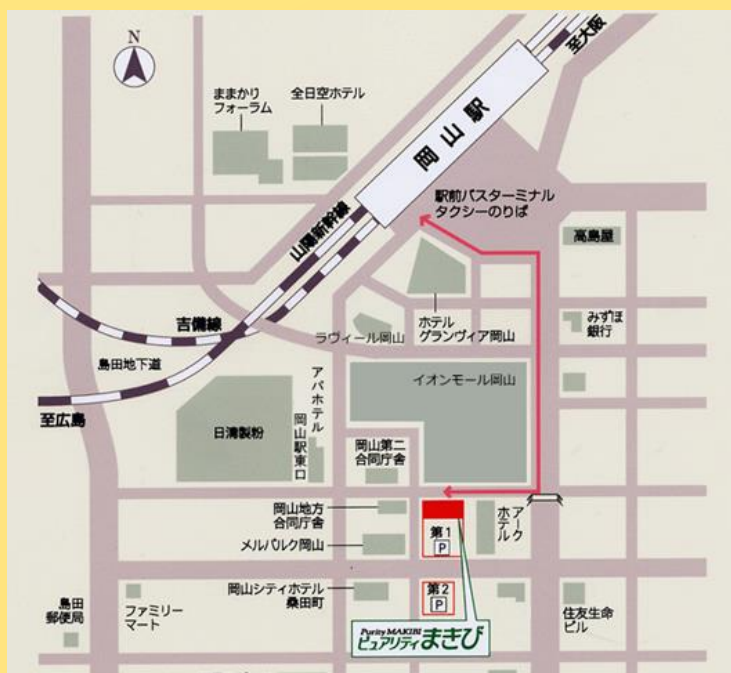 N
至大阪
ままかり
フォーラム
全日空ホテル
岡山駅
駅前バスターミナル
タクシーのりば
山陽新幹線
高島屋
吉備線
ラヴィール岡山
ホテル
グランヴィア岡山
みずほ
銀行
島田地下道
至広島
アパホテル
岡山駅東口
イオンモール岡山
日清製粉
岡山第二
合同庁舎
岡山地方
合同庁舎
第1
P
アーク
ホテル
メルパルク岡山
岡山シティホテル
桑田町
第2
P
島田
郵便局
ファミリー
マート
住友生命
ビル
Purity MAKIBI
ピュアリティまきび